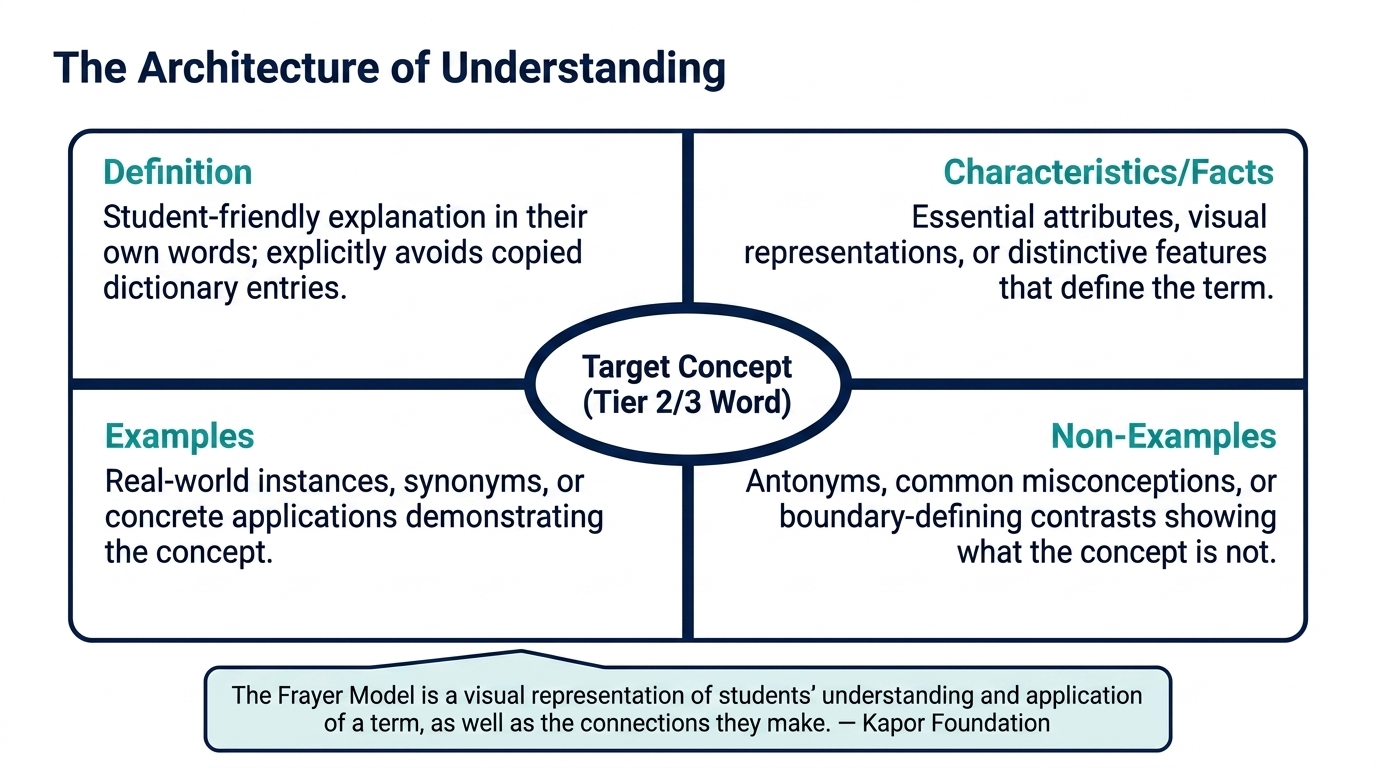 The Architecture of Understanding
Definition
Student-friendly explanation in their
own words; explicitly avoids copied
dictionary entries.
Characteristics/Facts
Essential attributes, visual
representations, or distinctive features
that define the term.
Target Concept
(Tier 2/3 Word)
Examples
Real-world instances, synonyms, or
concrete applications demonstrating
the concept.
Non-Examples
Antonyms, common misconceptions, or
boundary-defining contrasts showing
what the concept is not.
The Frayer Model is a visual representation of students’ understanding and application
of a term, as well as the connections they make. — Kapor Foundation